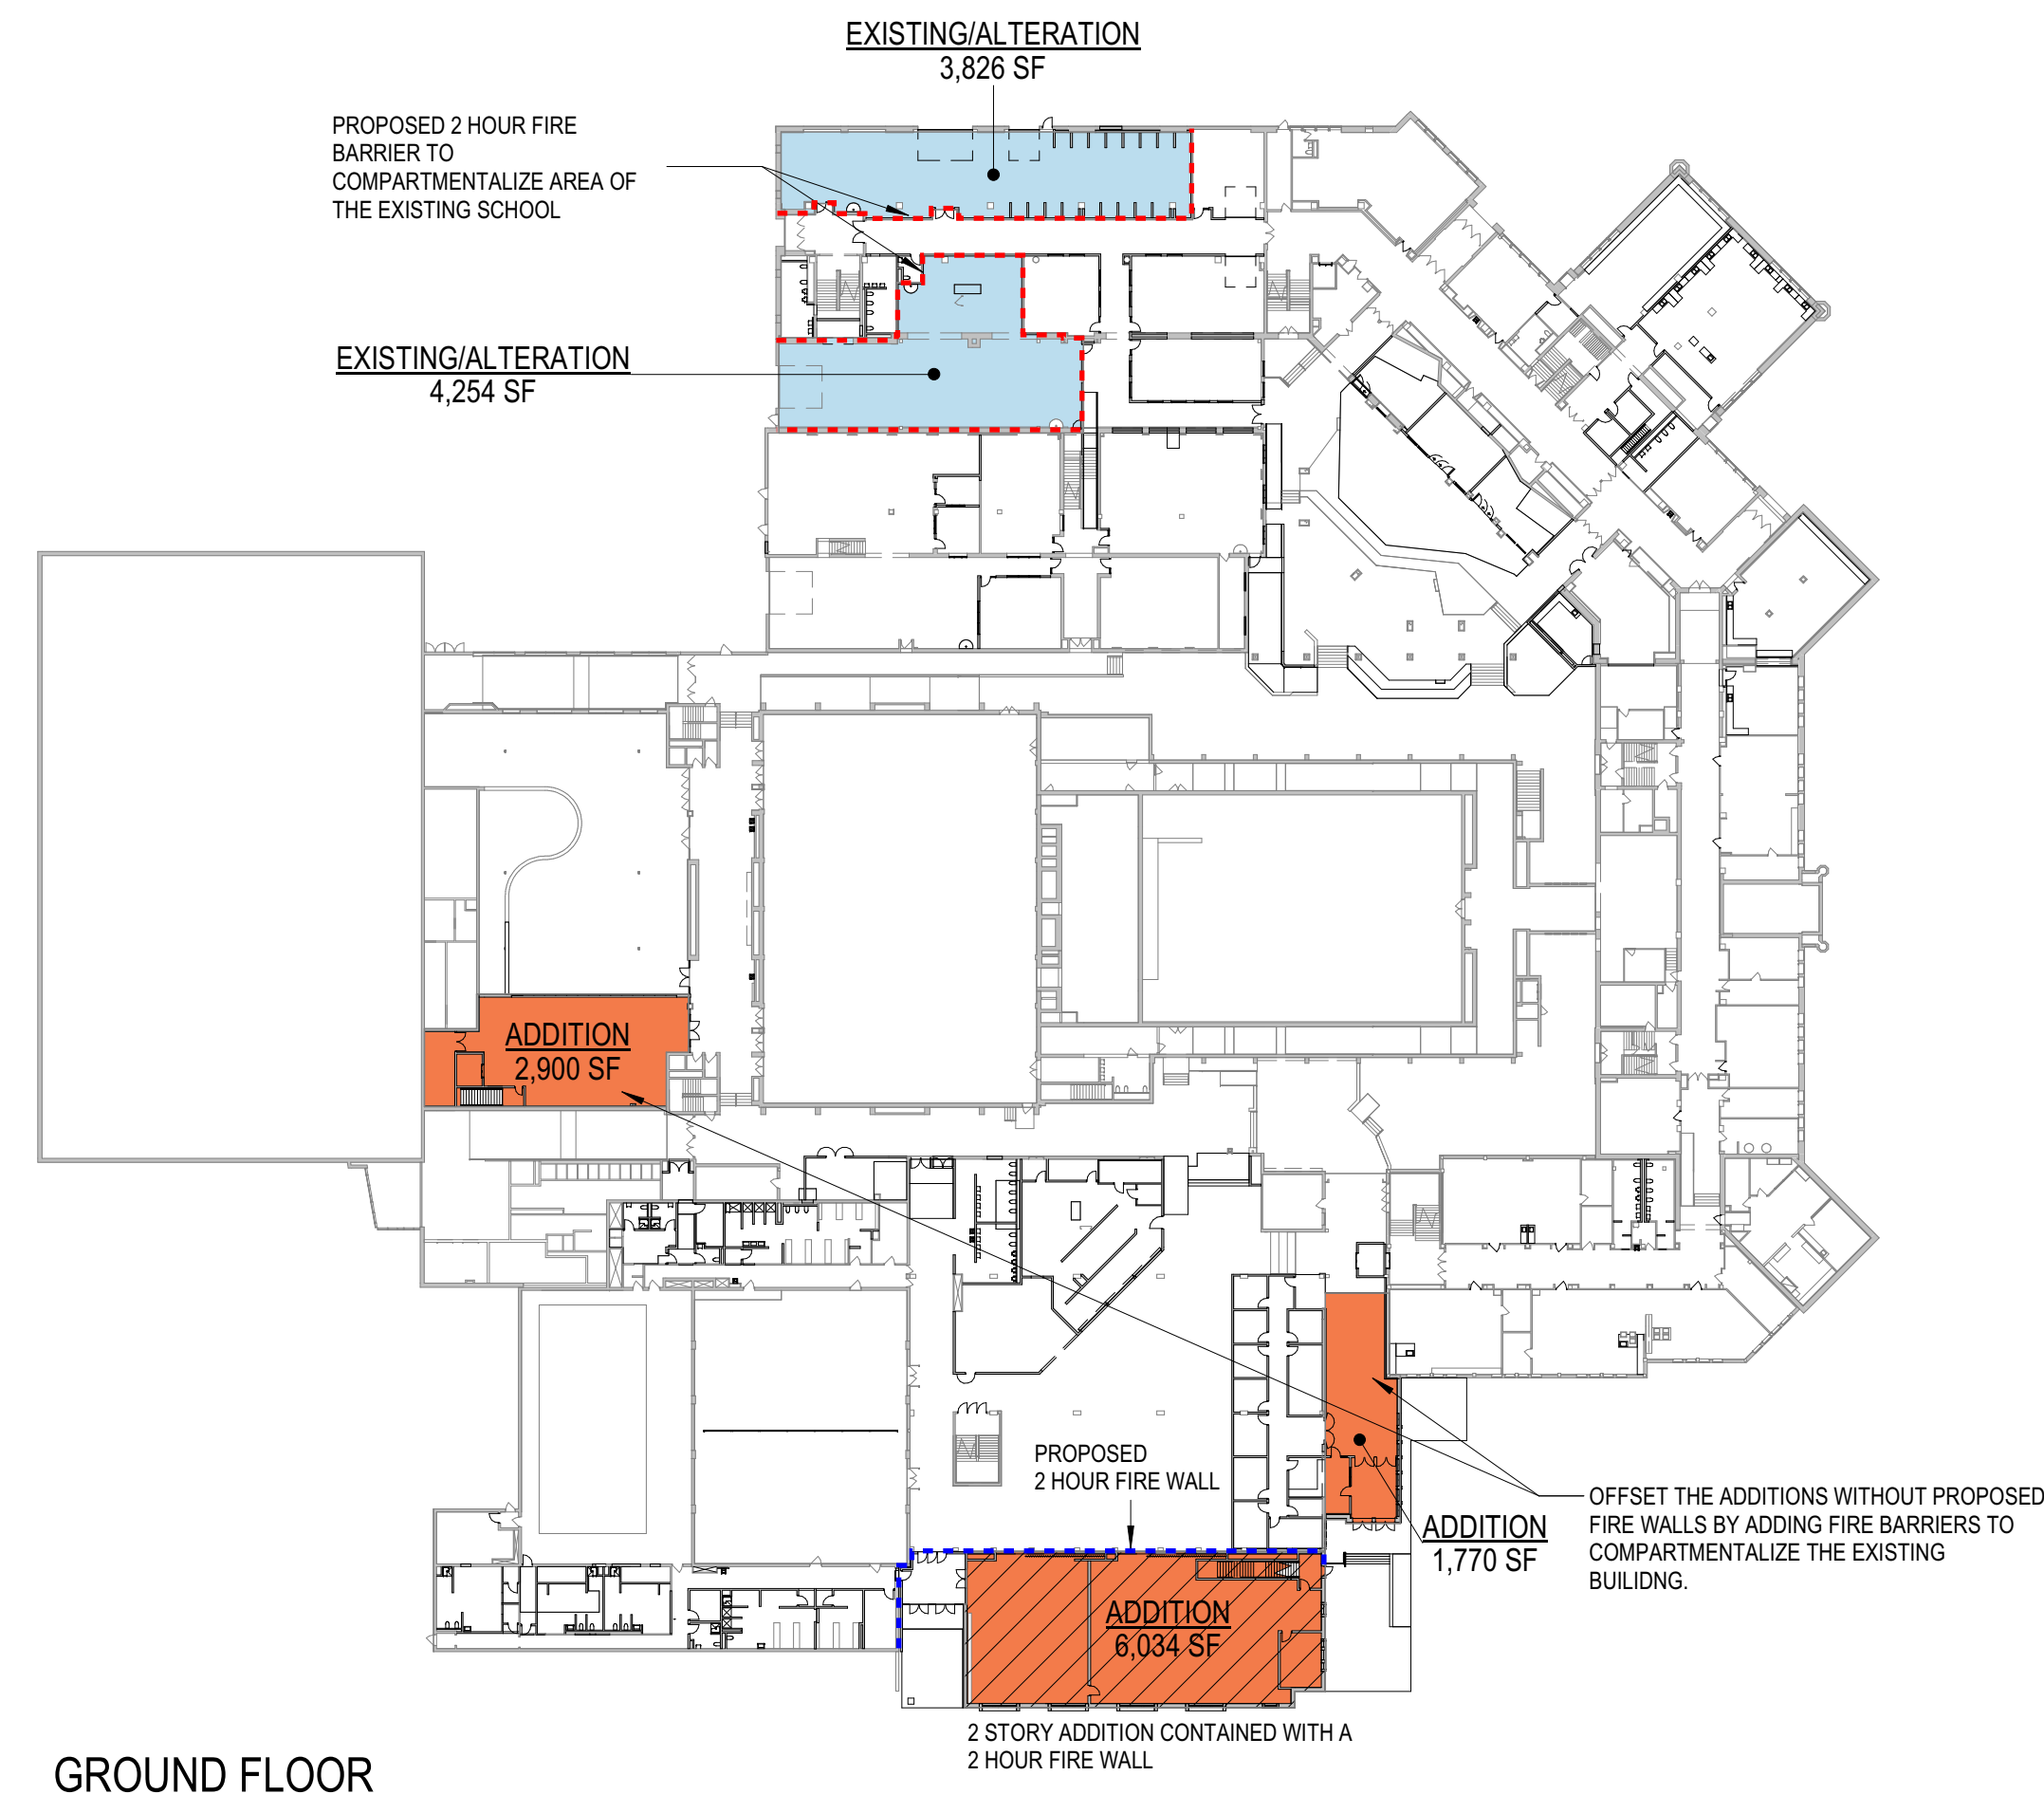 EXISTING/ALTERATION
3,826 SF
PROPOSED 2 HOUR FIRE
BARRIER TO
COMPARTMENTALIZE AREA OF
THE EXISTING SCHOOL
EXISTING/ALTERATION
4,254 SF
ADDITION
2,900 SF
PROPOSED
2 HOUR FIRE WALL
OFFSET THE ADDITIONS WITHOUT PROPOSED
FIRE WALLS BY ADDING FIRE BARRIERS TO
COMPARTMENTALIZE THE EXISTING
BUILIDNG.
ADDITION
1,770 SF
ADDITION
6,034 SF
2 STORY ADDITION CONTAINED WITH A
2 HOUR FIRE WALL
GROUND FLOOR